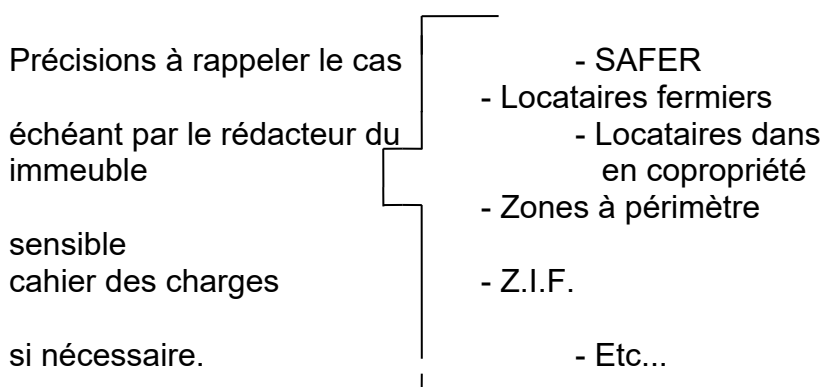 Précisions à rappeler le cas - SAFER
- Locataires fermiers
échéant par le rédacteur du - Locataires dans
immeuble en copropriété
- Zones à périmètre
sensible
cahier des charges - Z.I.F.
si nécessaire. - Etc...